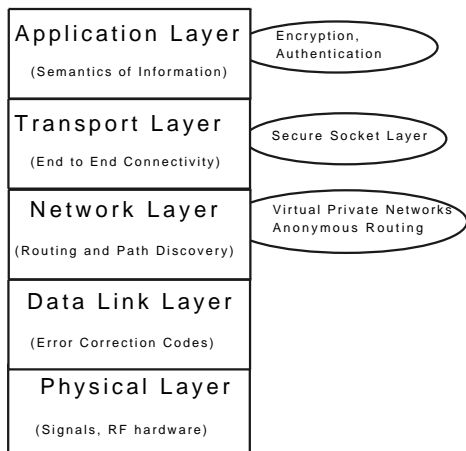 Application Layer
(Semantics of Information)
Encryption,
Authentication
Transport Layer
(End to End Connectivity)
Secure Socket Layer
Network Layer
(Routing and Path Discovery)
Virtual Private Networks
Anonymous Routing
Data Link Layer
(Error Correction Codes)
Physical Layer
(Signals, RF hardware)